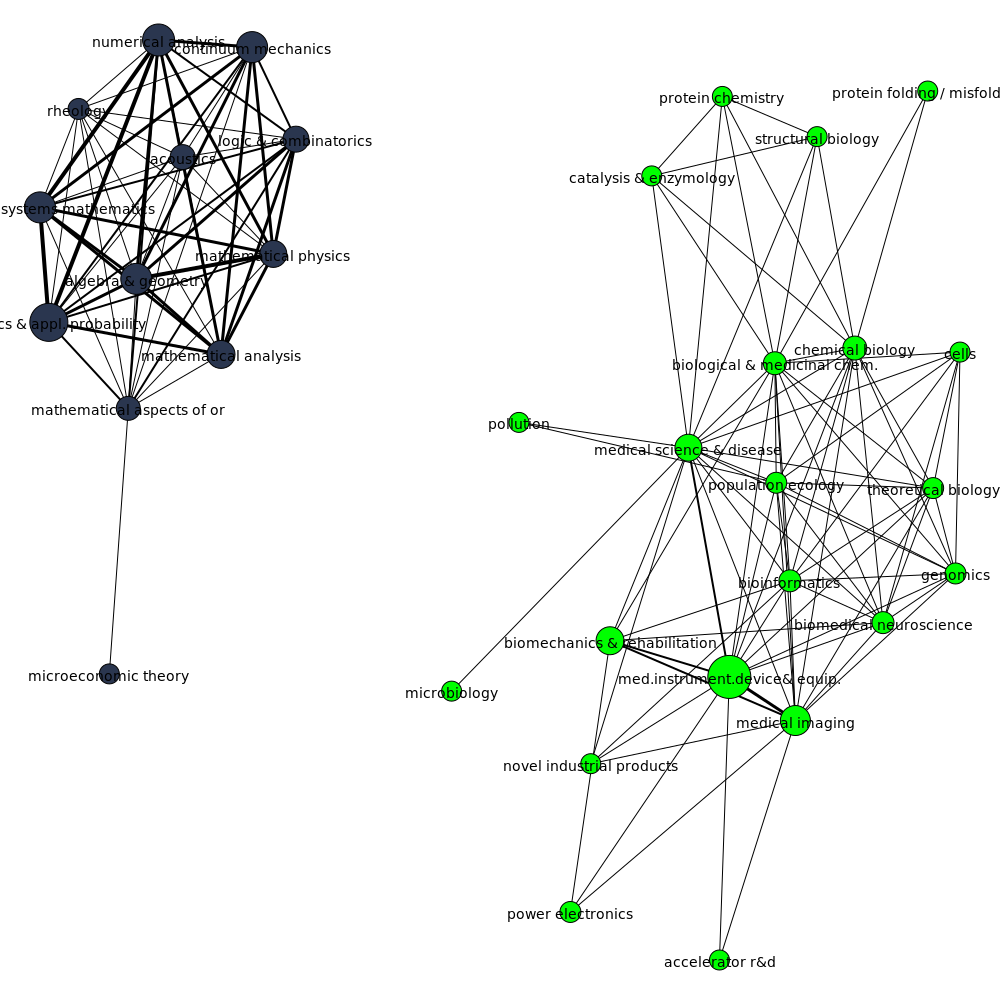 numerical analysis
continuum mechanics
protein chemistry
protein folding / misfold
rheology
logic & combinatorics
structural biology
acoustics
catalysis & enzymology
systems mathematics
mathematical physics
algebra & geometry
cs & appl. probability
mathematical analysis
chemical biology
cells
biological & medicinal chem.
mathematical aspects of or
pollution
medical science & disease
population ecology
theoretical biology
bioinformatics
genomics
biomedical neuroscience
biomechanics & rehabilitation
microeconomic theory
med.instrument.device& equip.
microbiology
medical imaging
novel industrial products
power electronics
accelerator r&d